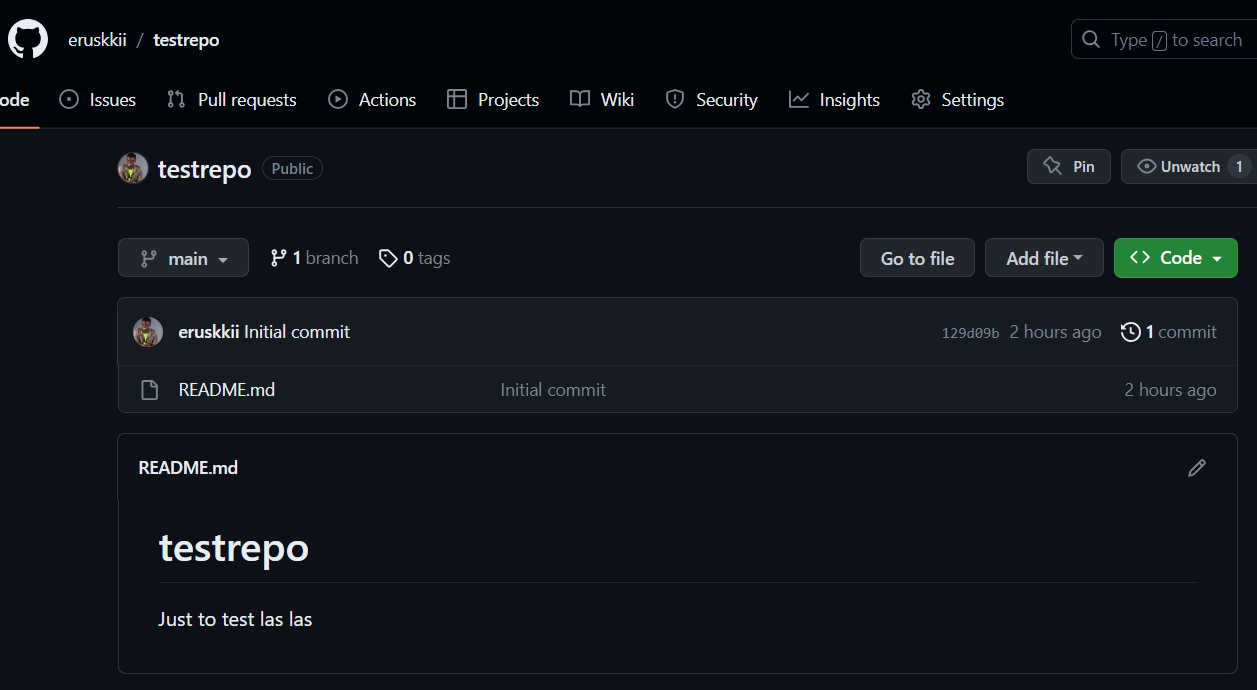 eruskkii / testrepo
Type / to search
ode Issues Pull requests Actions Projects Wiki Security Insights Settings
testrepo Public Pin Unwatch 1
main 1 branch 0 tags Go to file Add file Code
eruskkii Initial commit 129d09b 2 hours ago 1 commit
README.md Initial commit 2 hours ago
README.md
testrepo
Just to test las las